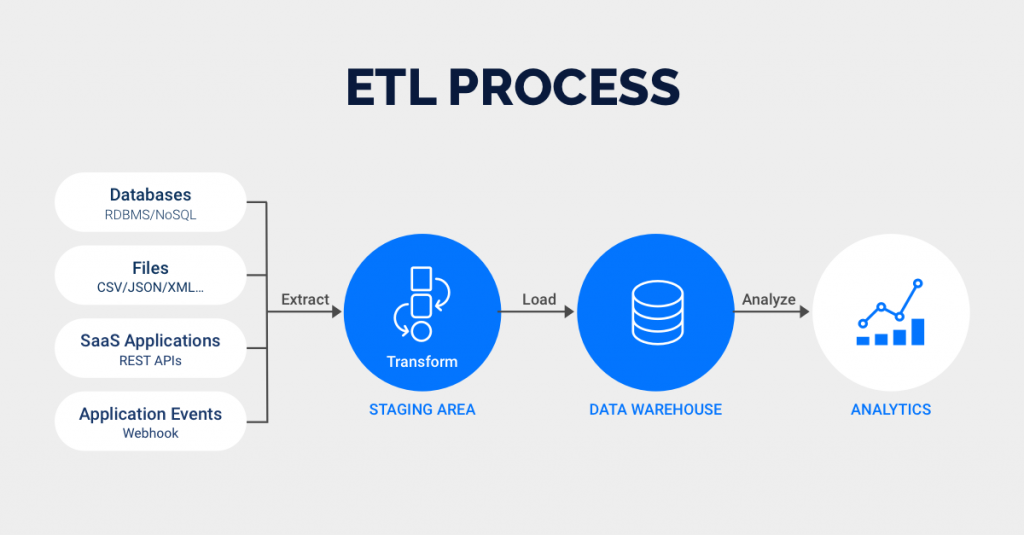 ETL PROCESS
Databases
RDBMS/NoSQL
Files
CSV/JSON/XML...
SaaS Applications
REST APIs
Application Events
Webhook
Extract
Transform
STAGING AREA
Load
DATA WAREHOUSE
Analyze
ANALYTICS